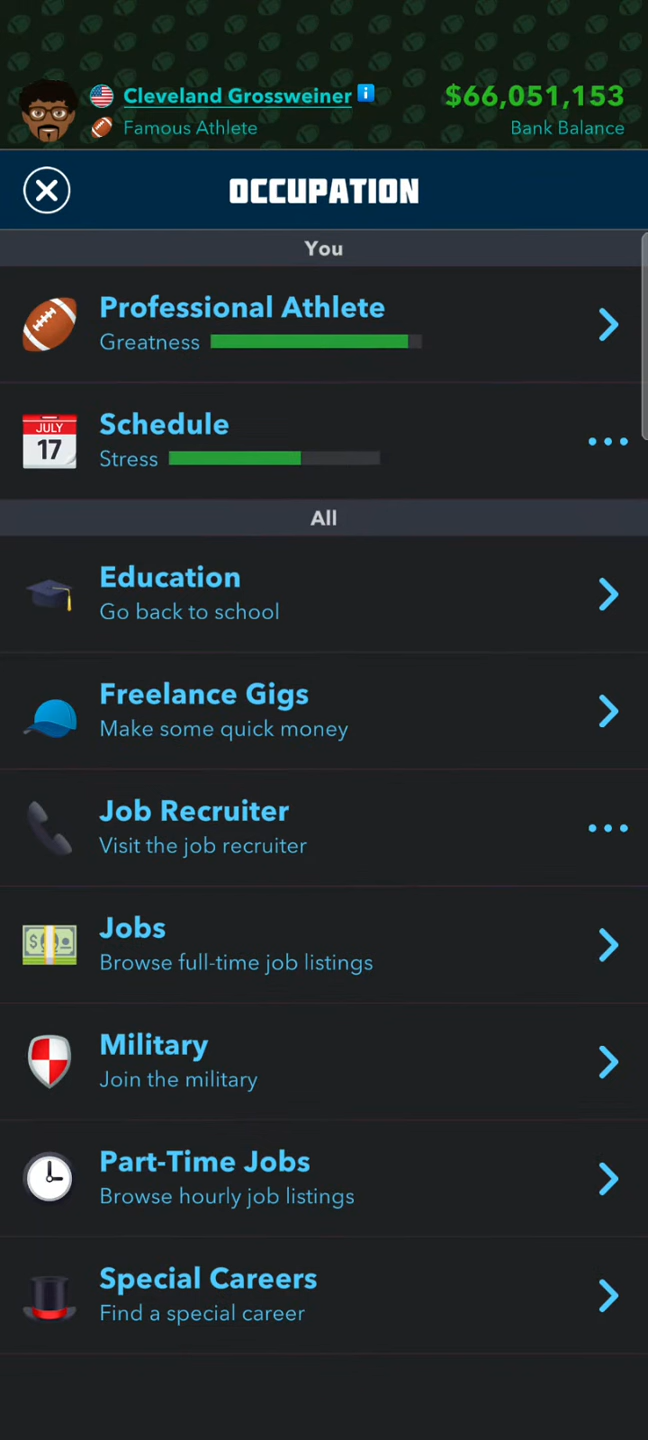 Cleveland Grossweiner
$66,051,153
Famous Athlete
Bank Balance
OCCUPATION
You
Professional Athlete
Greatness
JULY
17
Schedule
Stress
All
Education
Go back to school
Freelance Gigs
Make some quick money
Job Recruiter
Visit the job recruiter
Jobs
Browse full-time job listings
Military
Join the military
Part-Time Jobs
Browse hourly job listings
Special Careers
Find a special career